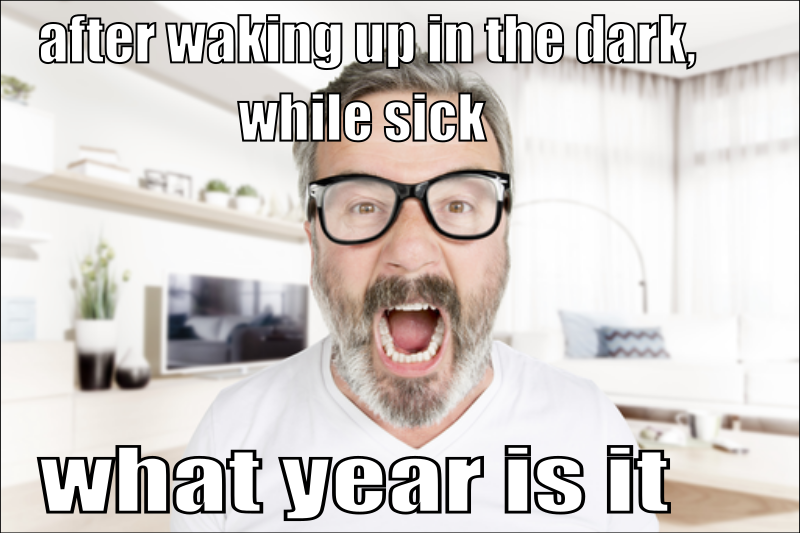 after waking up in the dark,
while sick
what year is it